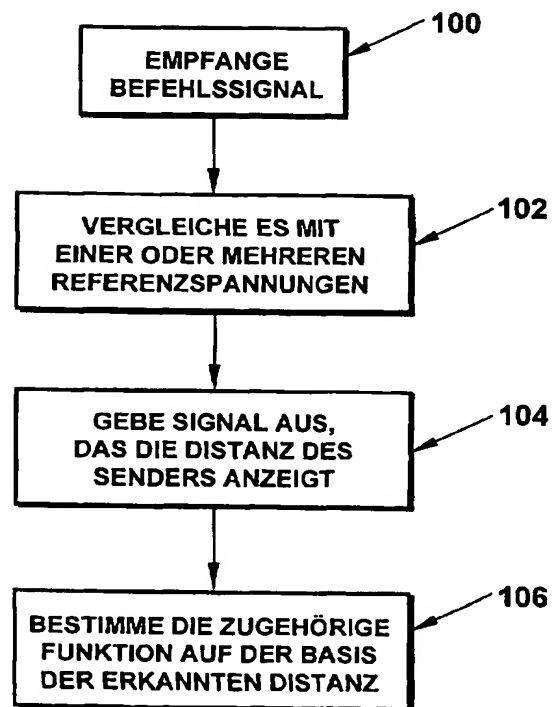 100
EMPFANGE
BEFEHLSSIGNAL
102
VERGLEICHE ES MIT
EINER ODER MEHREREN
REFERENZSPANNUNGEN
104
GEBE SIGNAL AUS,
DAS DIE DISTANZ DES
SENDERS ANZEIGT
106
BESTIMME DIE ZUGEHÖRIGE
FUNKTION AUF DER BASIS
DER ERKANNTEN DISTANZ